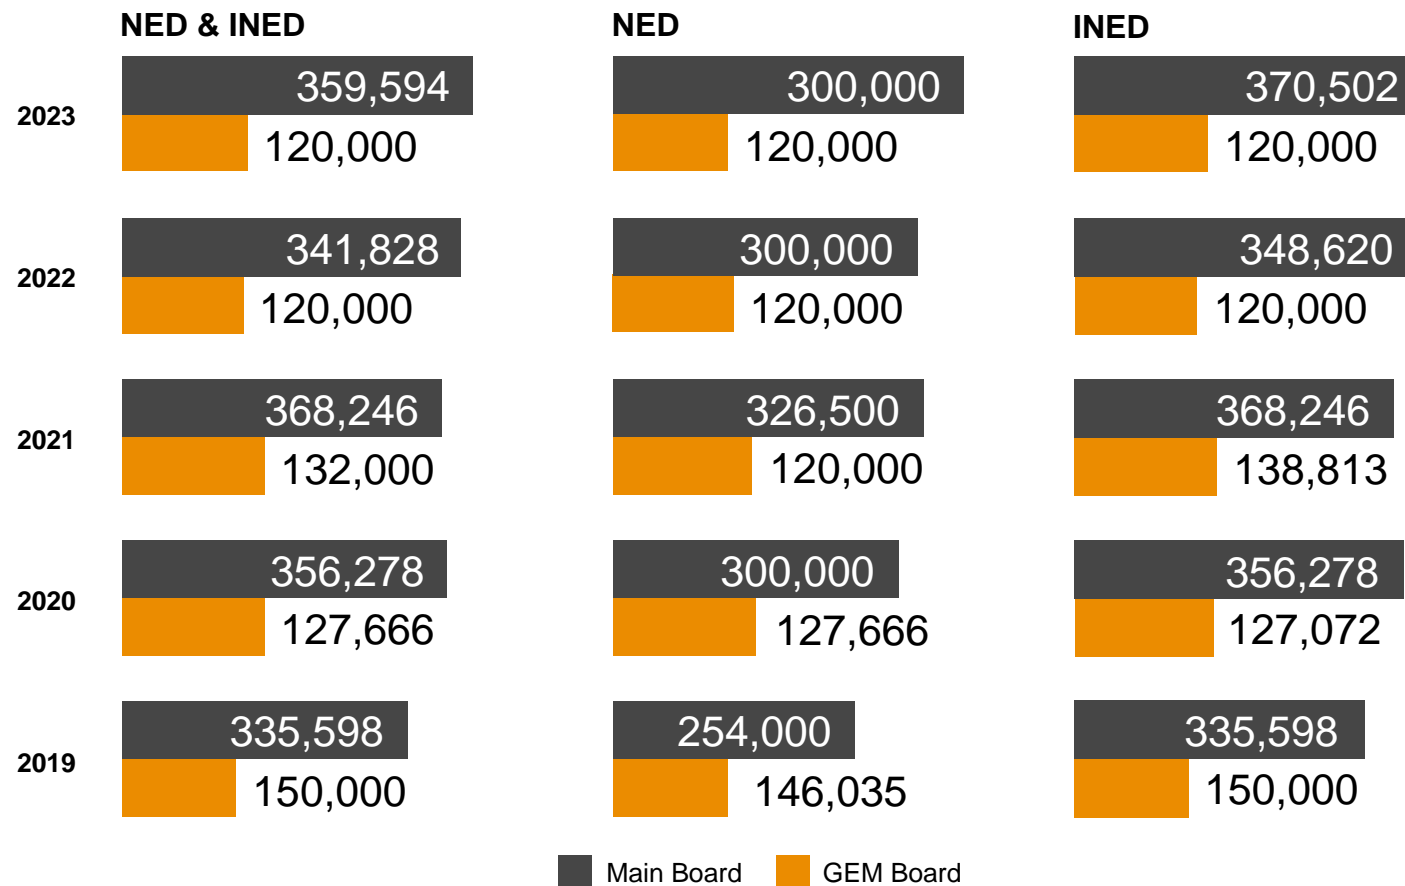 NED & INED NED INED
2023
359,594 300,000 370,502
120,000 120,000 120,000
2022
341,828 300,000 348,620
120,000 120,000 120,000
2021
368,246 326,500 368,246
132,000 120,000 138,813
2020
356,278 300,000 356,278
127,666 127,666 127,072
2019
335,598 254,000 335,598
150,000 146,035 150,000
Main Board GEM Board